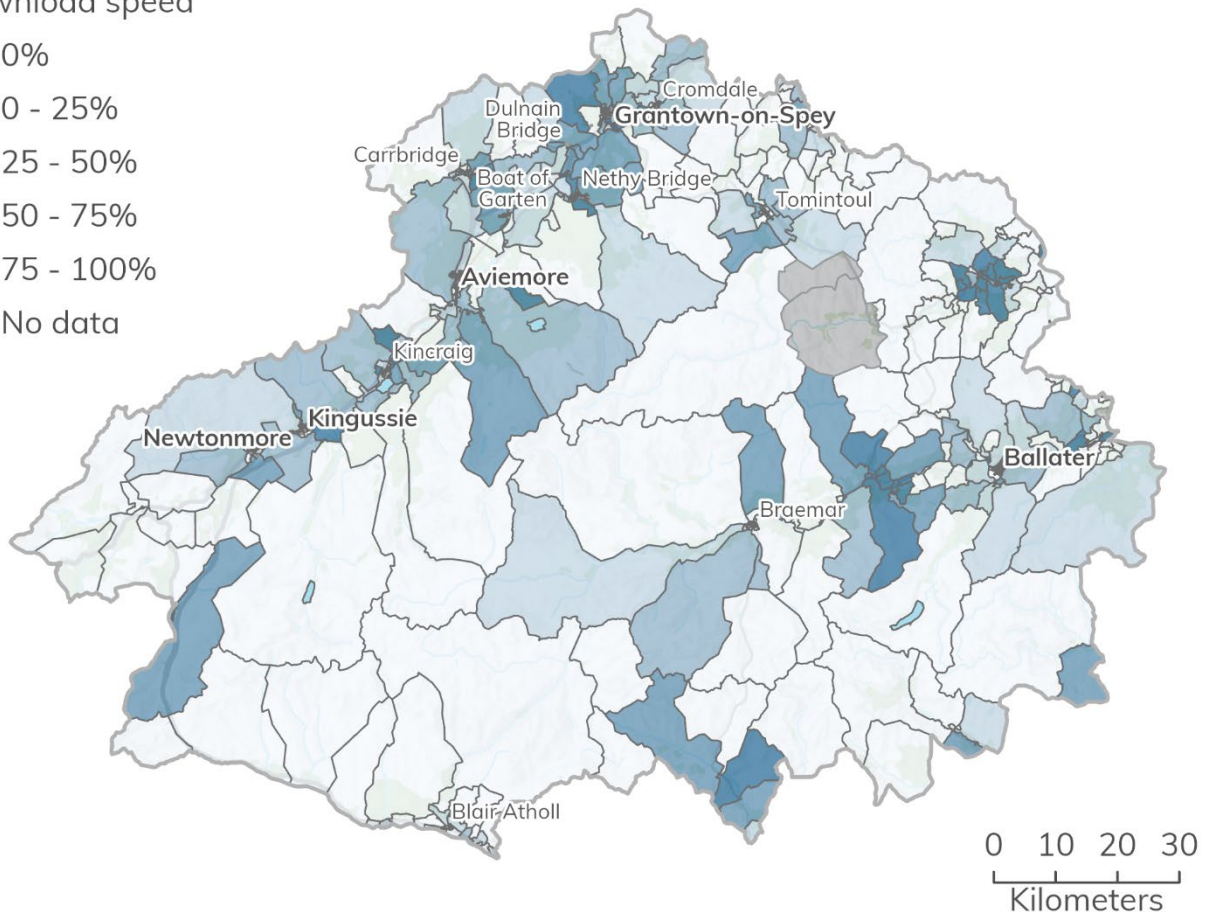 wnload speed
0%
0 - 25%
25 - 50%
50 - 75%
75 - 100%
No data
Cromdale
Dulnain
Bridge
Grantown-on-Spey
Carrbridge
Boat of
Garten
Nethy Bridge
Tomintoul
Aviemore
Kincraig
Kingussie
Newtonmore
Ballater
Braemar
Blair Atholl
0 10 20 30
Kilometers